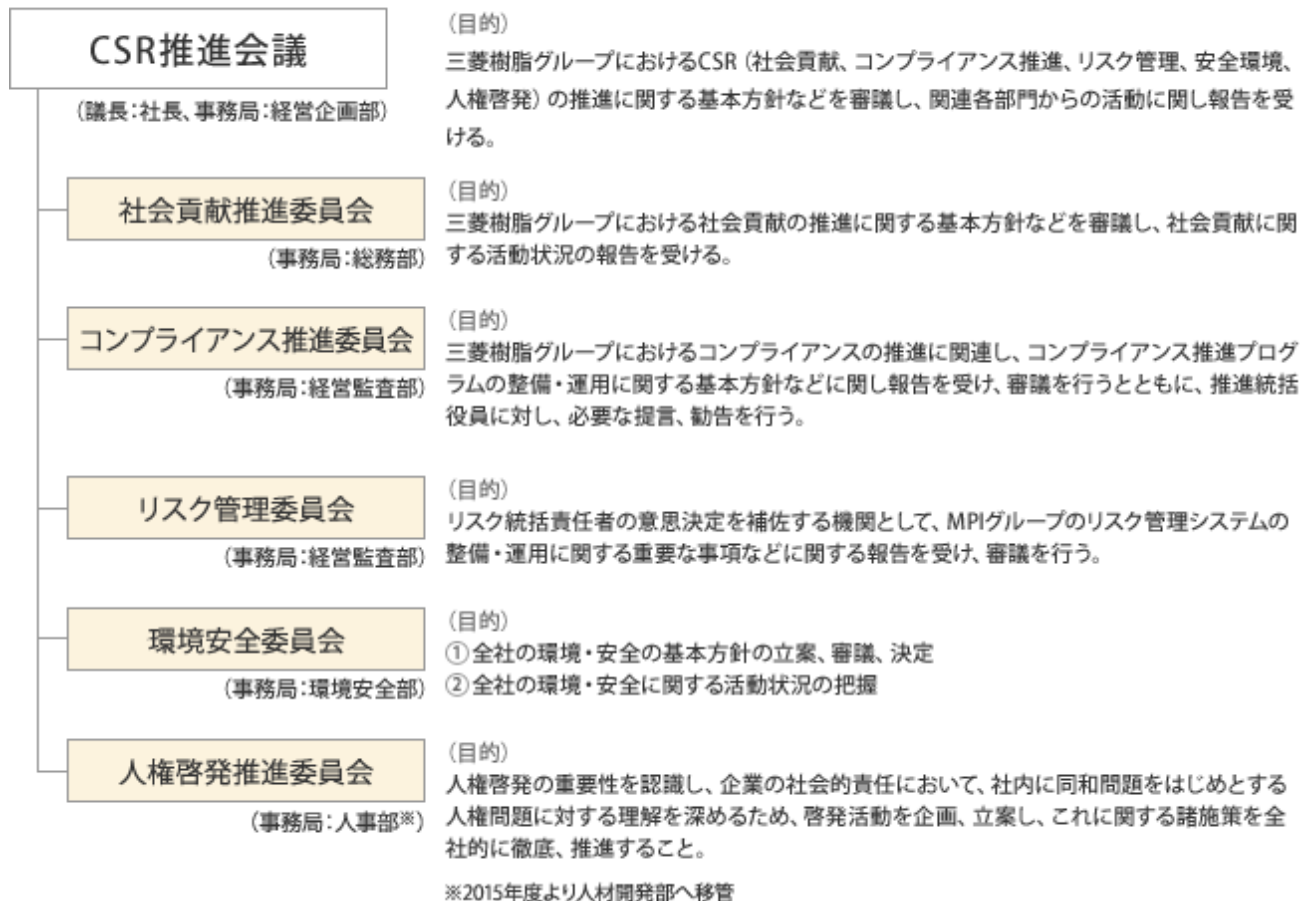 CSR推進会議
（議長：社長、事務局：経営企画部）
（目的）
三菱樹脂グループにおけるCSR（社会貢献、コンプライアンス推進、リスク管理、安全環境、
人権啓発）の推進に関する基本方針などを審議し、関連各部門からの活動に関し報告を受
ける。
社会貢献推進委員会
（事務局：総務部）
（目的）
三菱樹脂グループにおける社会貢献の推進に関する基本方針などを審議し、社会貢献に関
する活動状況の報告を受ける。
コンプライアンス推進委員会
（事務局：経営監査部）
（目的）
三菱樹脂グループにおけるコンプライアンスの推進に関連し、コンプライアンス推進プログ
ラムの整備・運用に関する基本方針などに関し報告を受け、審議を行うとともに、推進統括
役員に対し、必要な提言、勧告を行う。
リスク管理委員会
（事務局：経営監査部）
（目的）
リスク統括責任者の意思決定を補佐する機関として、MPIグループのリスク管理システムの
整備・運用に関する重要な事項などに関する報告を受け、審議を行う。
環境安全委員会
（事務局：環境安全部）
（目的）
①全社の環境・安全の基本方針の立案、審議、決定
②全社の環境・安全に関する活動状況の把握
人権啓発推進委員会
（事務局：人事部※）
（目的）
人権啓発の重要性を認識し、企業の社会的責任において、社内に同和問題をはじめとする
人権問題に対する理解を深めるため、啓発活動を企画、立案し、これに関する諸施策を全
社的に徹底、推進すること。
※2015年度より人材開発部へ移管